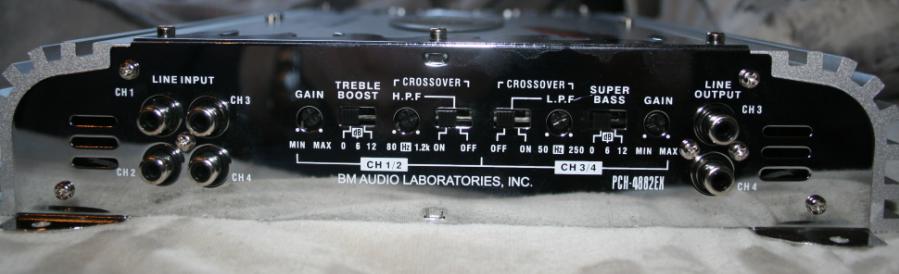 LINE INPUT
CH 1
CH 3
CH 2
CH 4
GAIN
MIN MAX
TREBLE
BOOST
dB
0 6 12
CROSSOVER
H.P.F
80 Hz 1.2k
ON OFF
CH 1/2
CROSSOVER
L.P.F
OFF ON
50 Hz 250
SUPER
BASS
dB
0 6 12
GAIN
MIN MAX
CH 3/4
LINE
OUTPUT
CH 3
CH 4
BM AUDIO LABORATORIES, INC.
PCH-4882EX